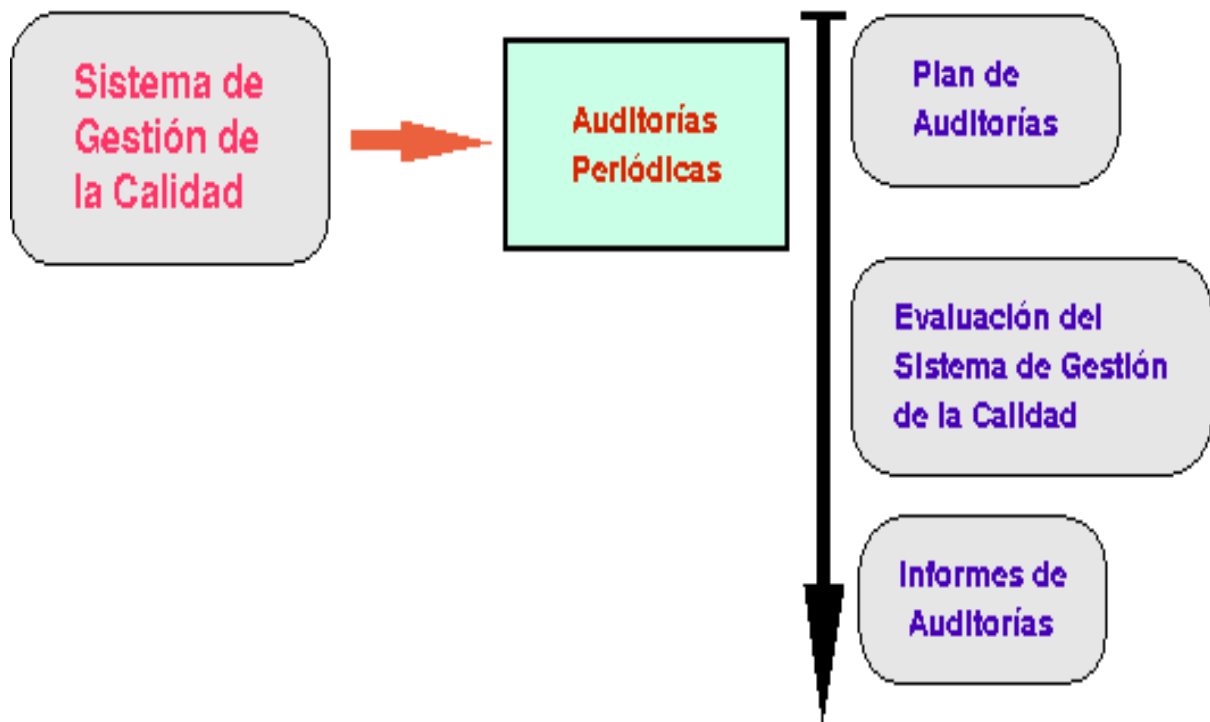 Sistema de
Gestión de
la Calidad
Auditorías
Periódicas
Plan de
Auditorías
Evaluación del
Sistema de Gestión
de la Calidad
Informes de
Auditorías